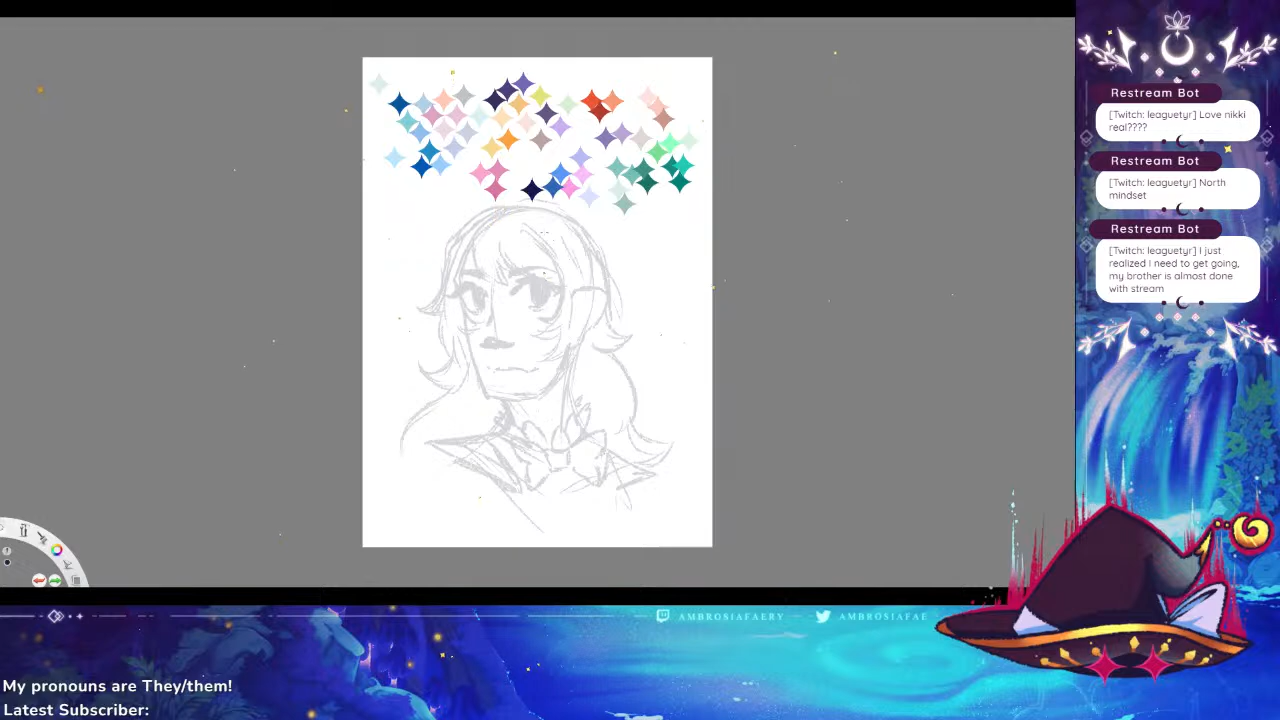 Restream Bot
[Twitch: leaguetyr] Love nikki
real????
Restream Bot
[Twitch: leaguetyr] North
mindset
Restream Bot
[Twitch: leaguetyr] I just
realized I need to get going,
my brother is almost done
with stream
AMBROSIAFAERY
AMBROSIAFAE
My pronouns are They/them!
Latest Subscriber: